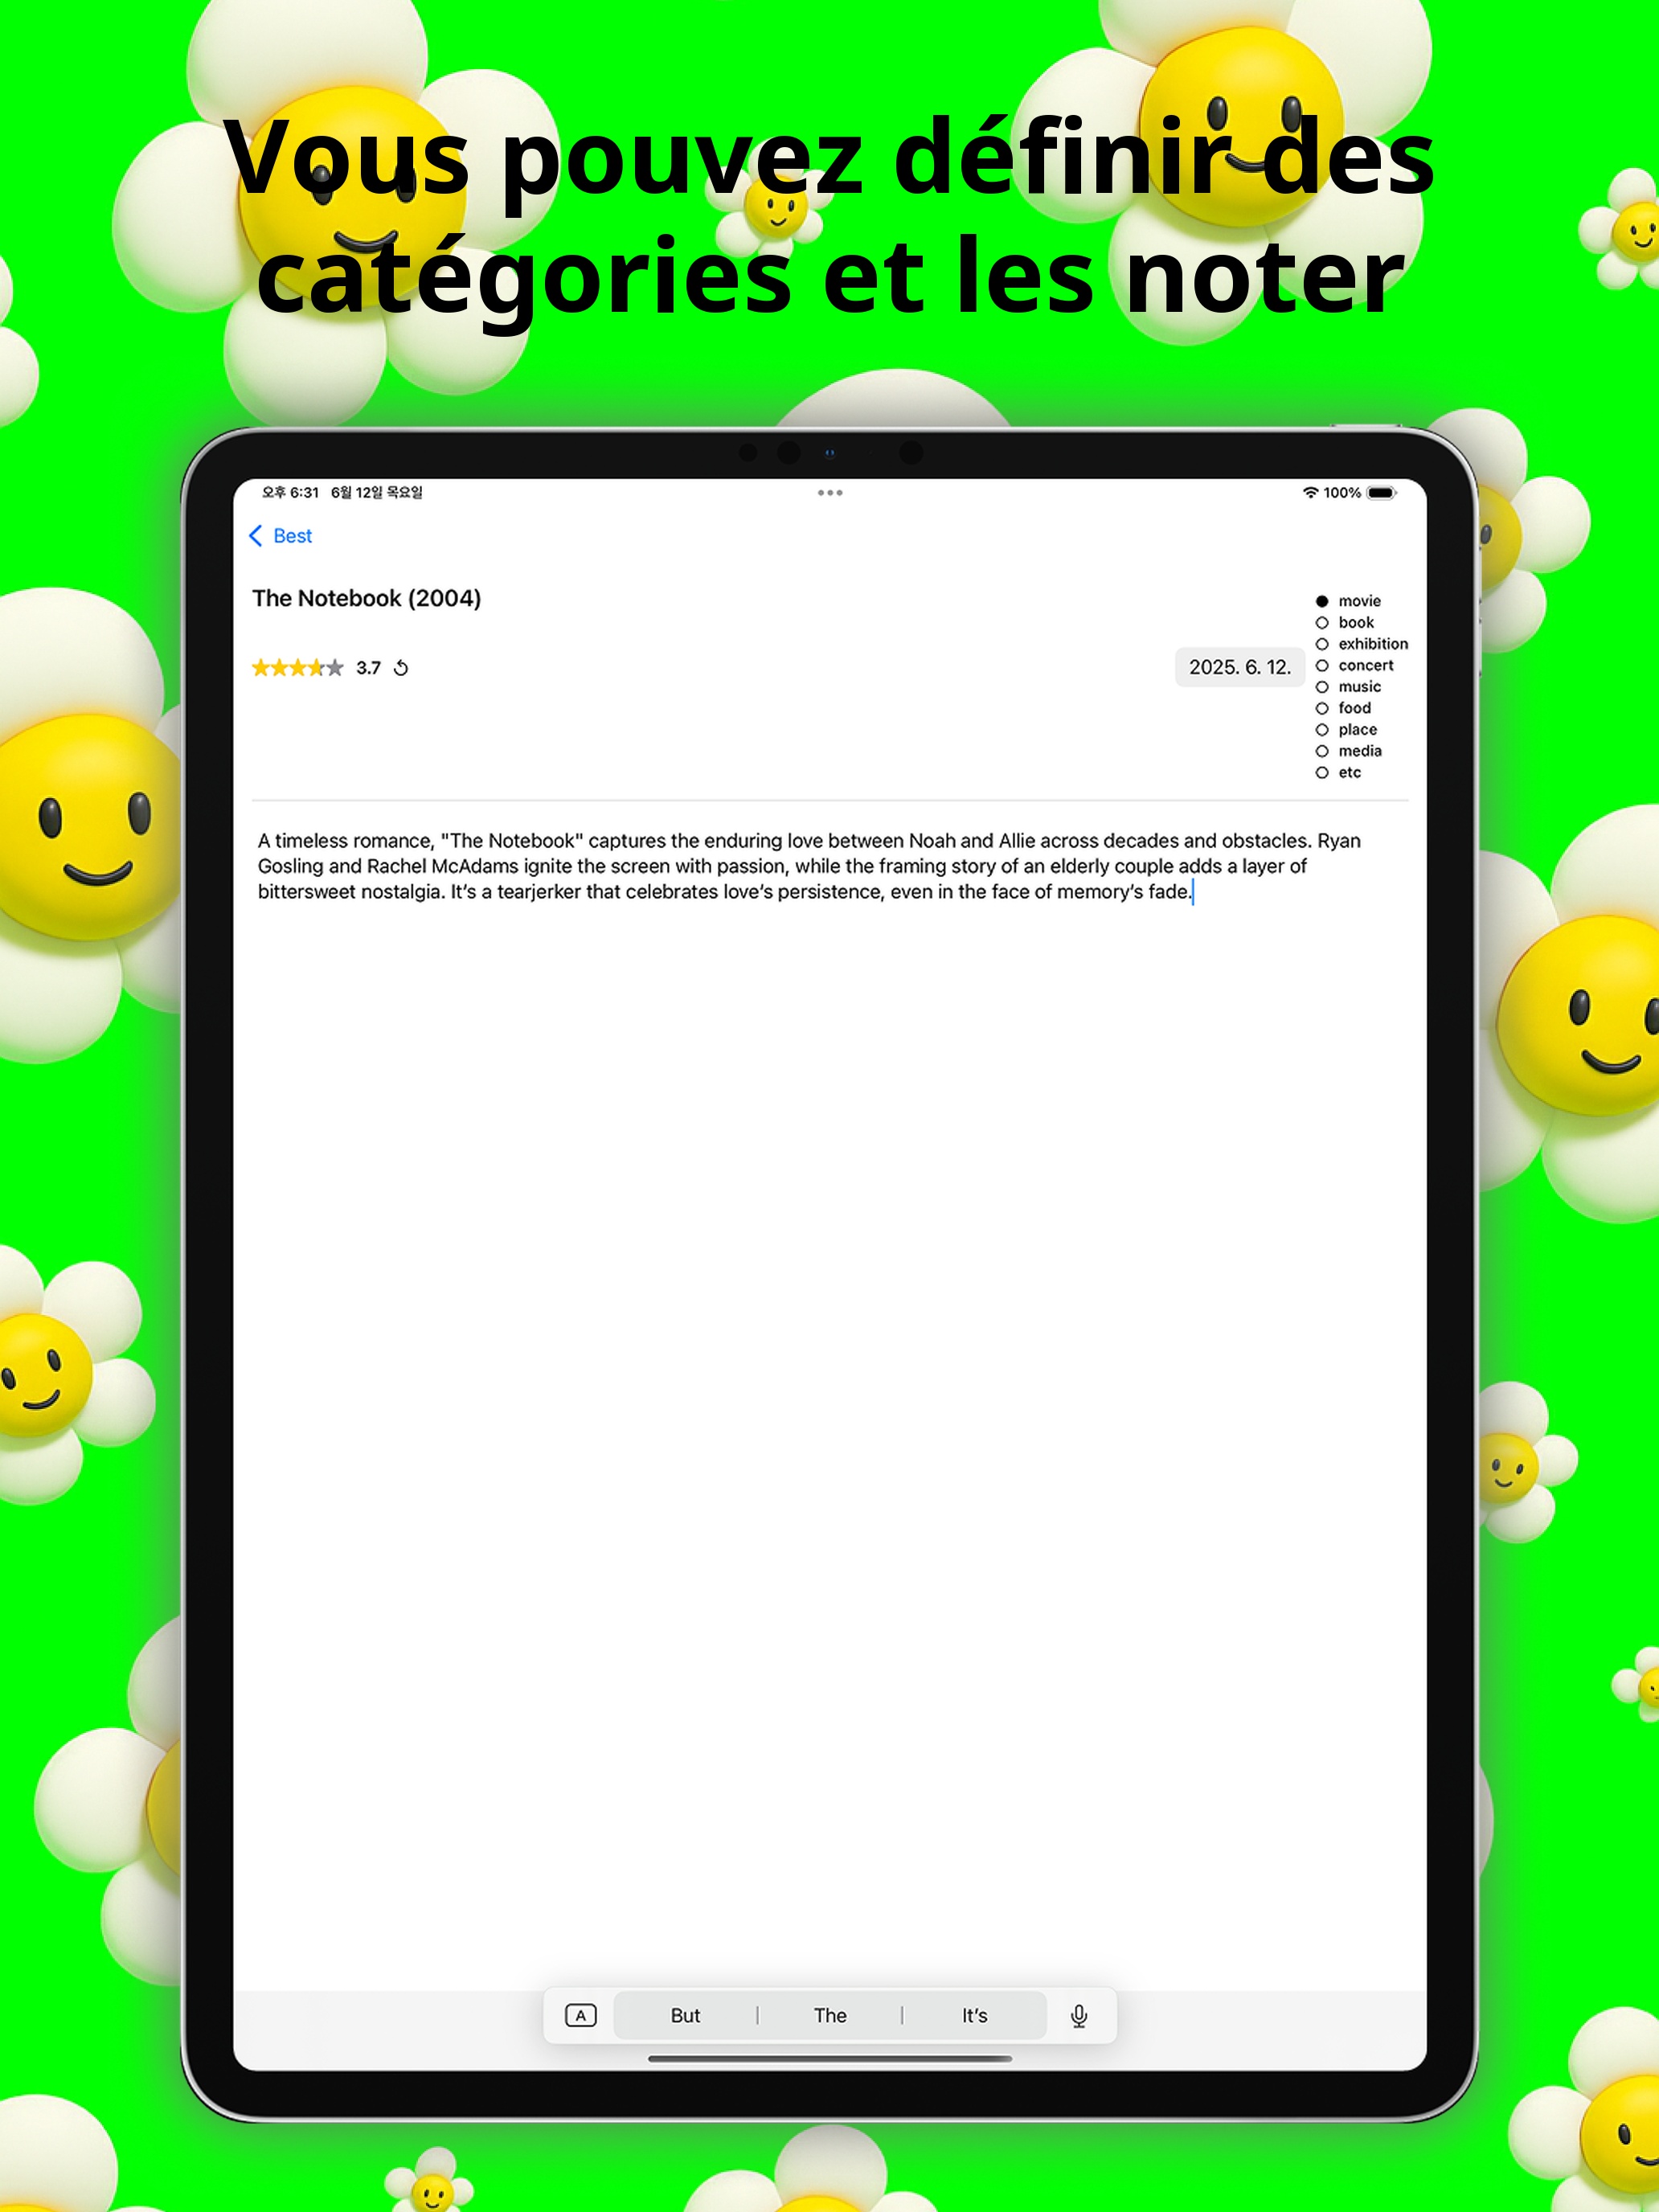 Vous pouvez définir des
catégories et les noter
오후 6:31 6월 12일 목요일
100%
Best
The Notebook (2004)
3.7
2025. 6. 12.
movie
book
exhibition
concert
music
food
place
media
etc
A timeless romance, "The Notebook" captures the enduring love between Noah and Allie across decades and obstacles. Ryan
Gosling and Rachel McAdams ignite the screen with passion, while the framing story of an elderly couple adds a layer of
bittersweet nostalgia. It’s a tearjerker that celebrates love’s persistence, even in the face of memory’s fade.
A But The It’s